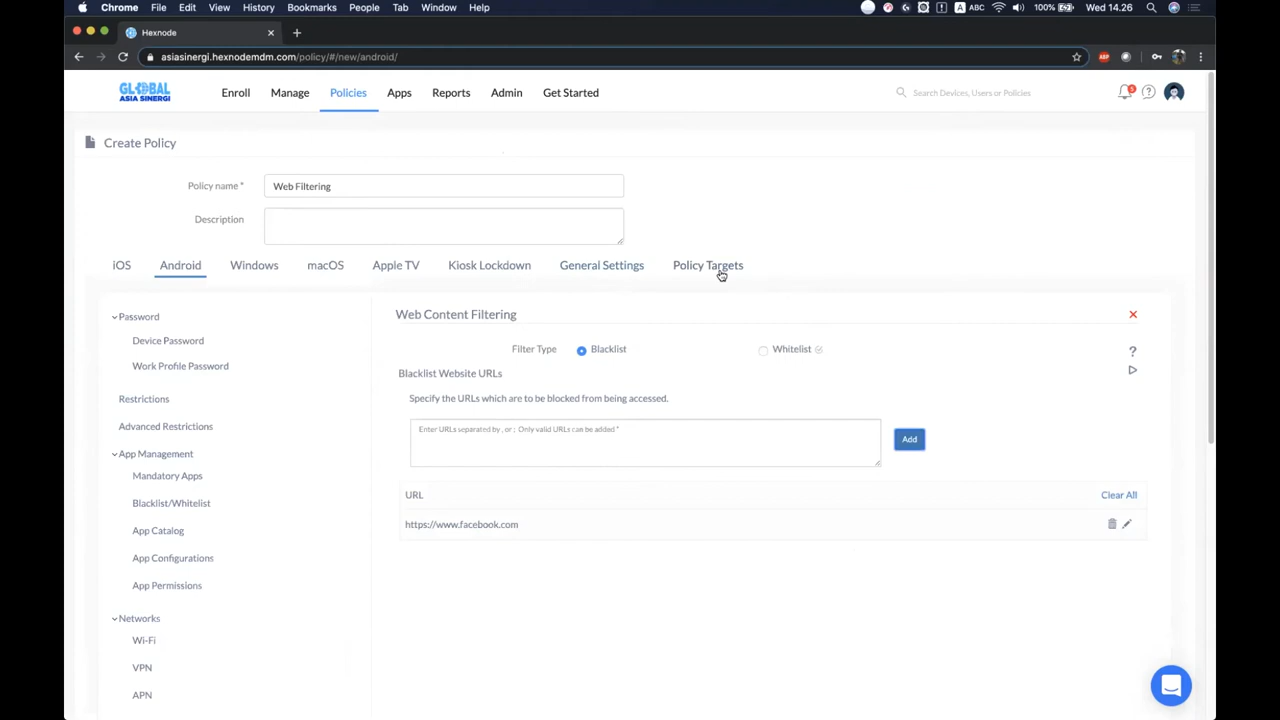 Chrome File Edit View History Bookmarks People Tab Window Help
A ABC 100% Wed 14.26
Hexnode
asiasinergi.hexnodemdm.com/policy/#/new/android/
ABP
GLOBAL
ASIA SINERGI
Enroll Manage Policies Apps Reports Admin Get Started
Search Devices, Users or Policies
Create Policy
Policy name * Web Filtering
Description
iOS Android Windows macOS Apple TV Kiosk Lockdown General Settings Policy Targets
Password
Device Password
Work Profile Password
Restrictions
Advanced Restrictions
App Management
Mandatory Apps
Blacklist/Whitelist
App Catalog
App Configurations
App Permissions
Networks
Wi-Fi
VPN
APN
Web Content Filtering
Filter Type Blacklist Whitelist
?
Blacklist Website URLs
Specify the URLs which are to be blocked from being accessed.
Enter URLs separated by , or ; Only valid URLs can be added *
Add
URL Clear All
https://www.facebook.com